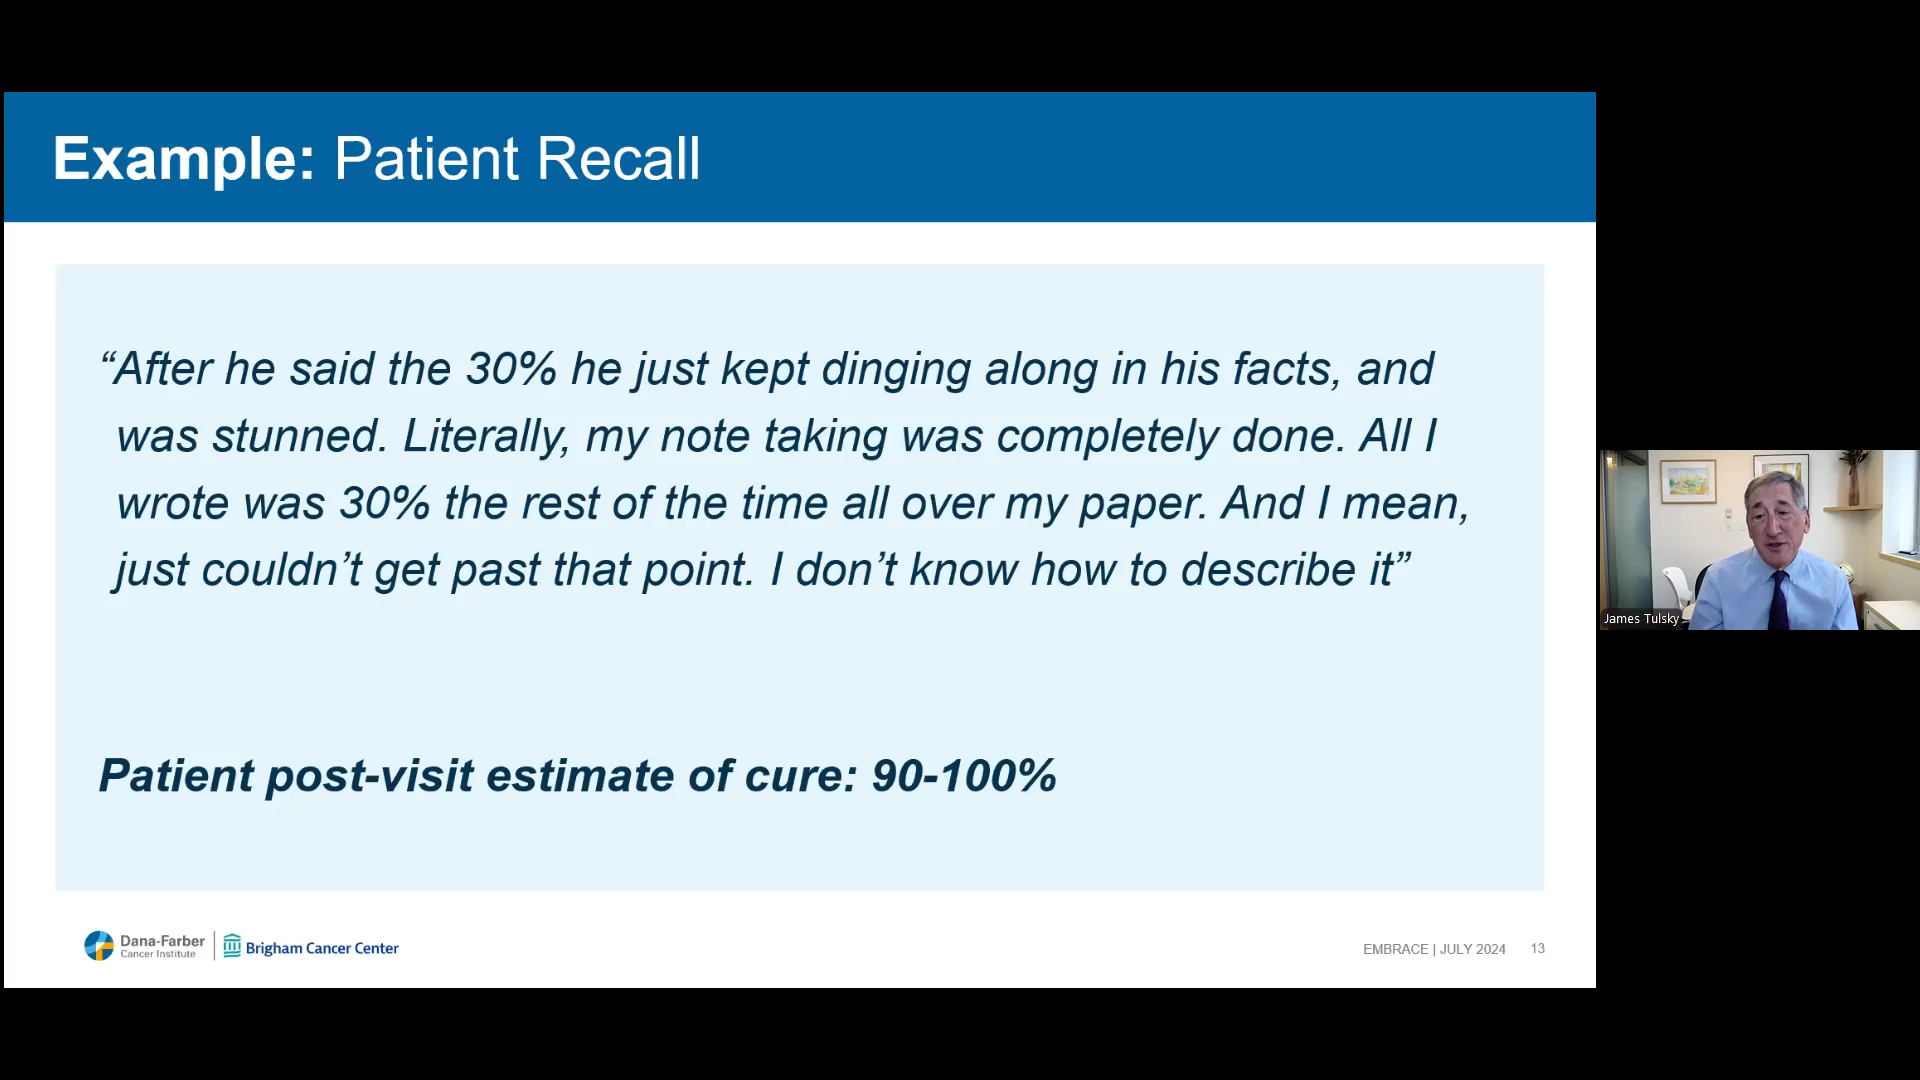 Example: Patient Recall
“After he said the 30% he just kept dinging along in his facts, and
was stunned. Literally, my note taking was completely done. All I
wrote was 30% the rest of the time all over my paper. And I mean,
just couldn’t get past that point. I don’t know how to describe it”
Patient post-visit estimate of cure: 90-100%
Dana-Farber
Cancer Institute
Brigham Cancer Center
EMBRACE | JULY 2024 13
James Tulsky